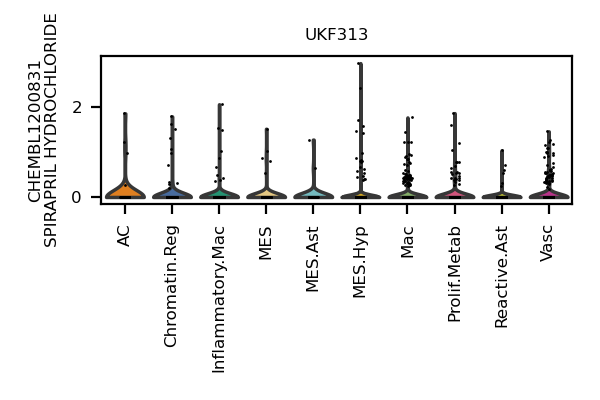 UKF313
CHEMBL1200831
SPIRAPRIL HYDROCHLORIDE
2
0
AC
Chromatin.Reg
Inflammatory.Mac
MES
MES.Ast
MES.Hyp
Mac
Prolif.Metab
Reactive.Ast
Vasc